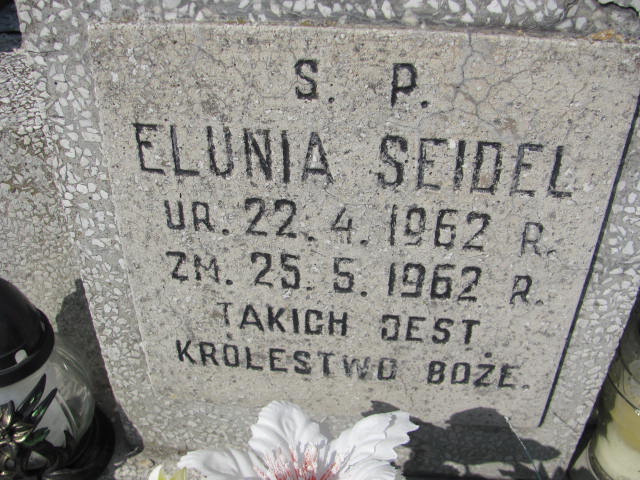 S. P.
ELUNIA SEIDEL
UR. 22. 4. 1962 R.
ZM. 25. 5. 1962 R.
TAKICH JEST
KRÓLESTWO BOŻE.